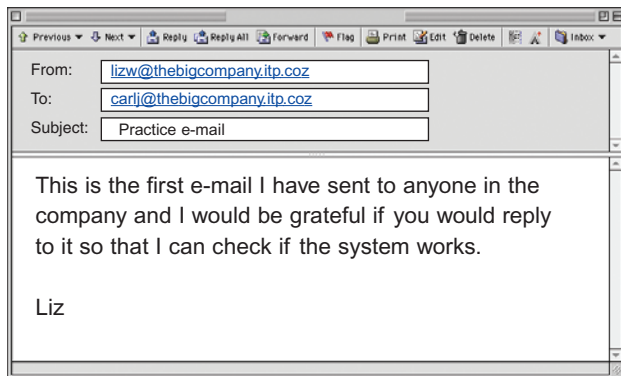 Previous Next Reply Reply All Forward Flag Print Edit Delete Inbox
From: lizw@thebigcompany.itp.coz
To: carlj@thebigcompany.itp.coz
Subject: Practice e-mail
This is the first e-mail I have sent to anyone in the
company and I would be grateful if you would reply
to it so that I can check if the system works.
Liz